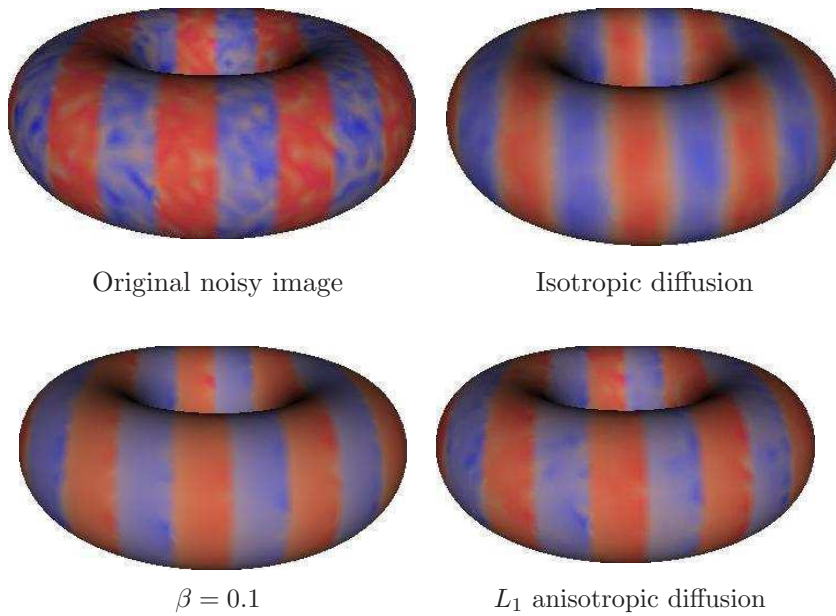 Original noisy image
Isotropic diffusion
β = 0.1
L₁ anisotropic diffusion